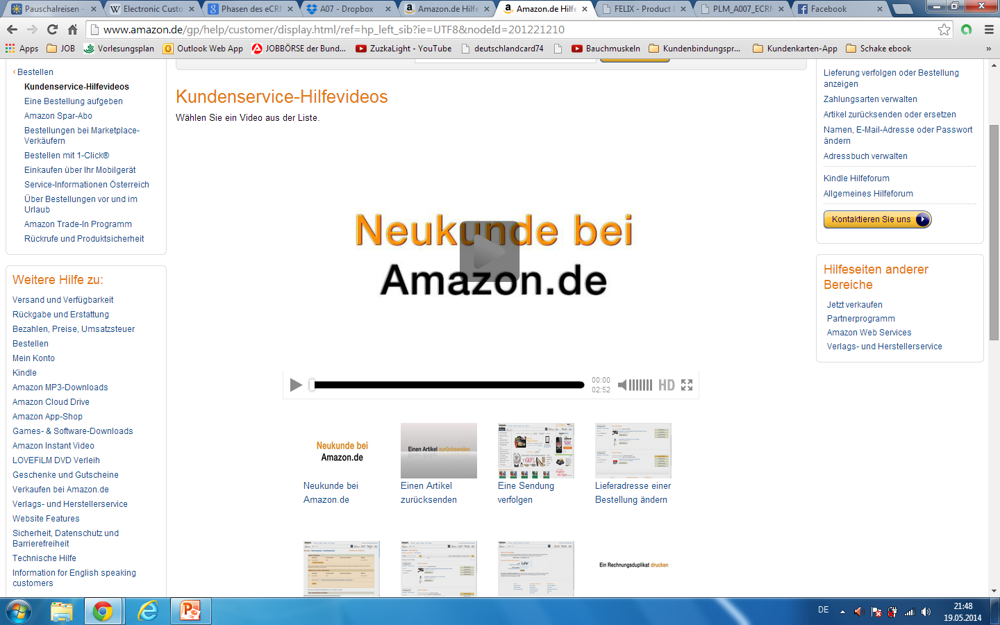 Pauschalreisen -
Electronic Custo
Phasen des eCRM
A07 - Dropbox
Amazon.de Hilfe
Amazon.de Hilfe
FELIX - Product
PLM_A007_ECRM
Facebook
www.amazon.de/gp/help/customer/display.html/ref=hp_left_sib?ie=UTF8&nodeId=201221210
Apps
JOB
Vorlesungsplan
Outlook Web App
JOBBÖRSE der Bund...
ZuzkaLight - YouTube
deutschlandcard74
Bauchmuskeln
Kundenbindungspr...
Kundenkarten-App
Schake ebook
»
‹ Bestellen
Kundenservice-Hilfevideos
Eine Bestellung aufgeben
Amazon Spar-Abo
Bestellungen bei Marketplace-
Verkäufern
Bestellen mit 1-Click®
Einkaufen über Ihr Mobilgerät
Service-Informationen Österreich
Über Bestellungen vor und im
Urlaub
Amazon Trade-In Programm
Rückrufe und Produktsicherheit
Weitere Hilfe zu:
Versand und Verfügbarkeit
Rückgabe und Erstattung
Bezahlen, Preise, Umsatzsteuer
Bestellen
Mein Konto
Kindle
Amazon MP3-Downloads
Amazon Cloud Drive
Amazon App-Shop
Games- & Software-Downloads
Amazon Instant Video
LOVEFiLM DVD Verleih
Geschenke und Gutscheine
Verkaufen bei Amazon.de
Verlags- und Herstellerservice
Website Features
Sicherheit, Datenschutz und
Barrierefreiheit
Technische Hilfe
Information for English speaking
customers
Kundenservice-Hilfevideos
Wählen Sie ein Video aus der Liste.
Neukunde bei
Amazon.de
00:00
02:52
HD
Neukunde bei
Amazon.de
Einen Artikel zurücksenden
Neukunde bei
Amazon.de
Einen Artikel
zurücksenden
Eine Sendung
verfolgen
Lieferadresse einer
Bestellung ändern
Ein Rechnungsduplikat drucken
Lieferung verfolgen oder Bestellung
anzeigen
Zahlungsarten verwalten
Artikel zurücksenden oder ersetzen
Namen, E-Mail-Adresse oder Passwort
ändern
Adressbuch verwalten
Kindle Hilfeforum
Allgemeines Hilfeforum
Kontaktieren Sie uns
Hilfeseiten anderer
Bereiche
Jetzt verkaufen
Partnerprogramm
Amazon Web Services
Verlags- und Herstellerservice
DE
21:48
19.05.2014